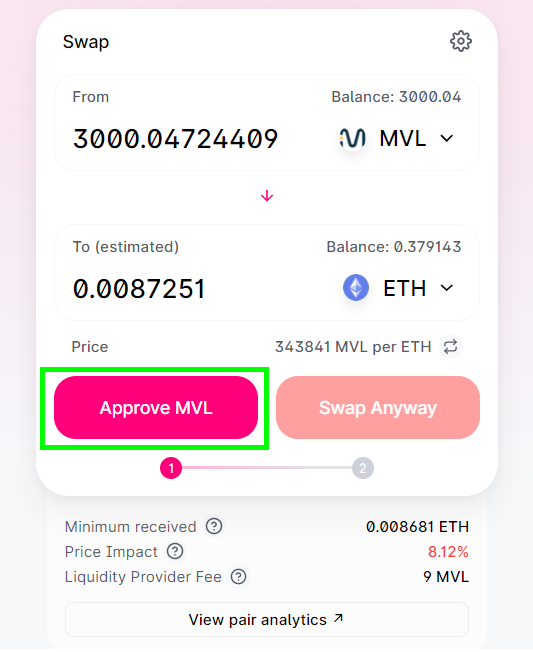 Swap
From
Balance: 3000.04
3000.04724409
MVL
To (estimated)
Balance: 0.379143
0.0087251
ETH
Price
343841 MVL per ETH
Approve MVL
Swap Anyway
1
2
Minimum received ?
0.008681 ETH
Price Impact ?
8.12%
Liquidity Provider Fee ?
9 MVL
View pair analytics ↗